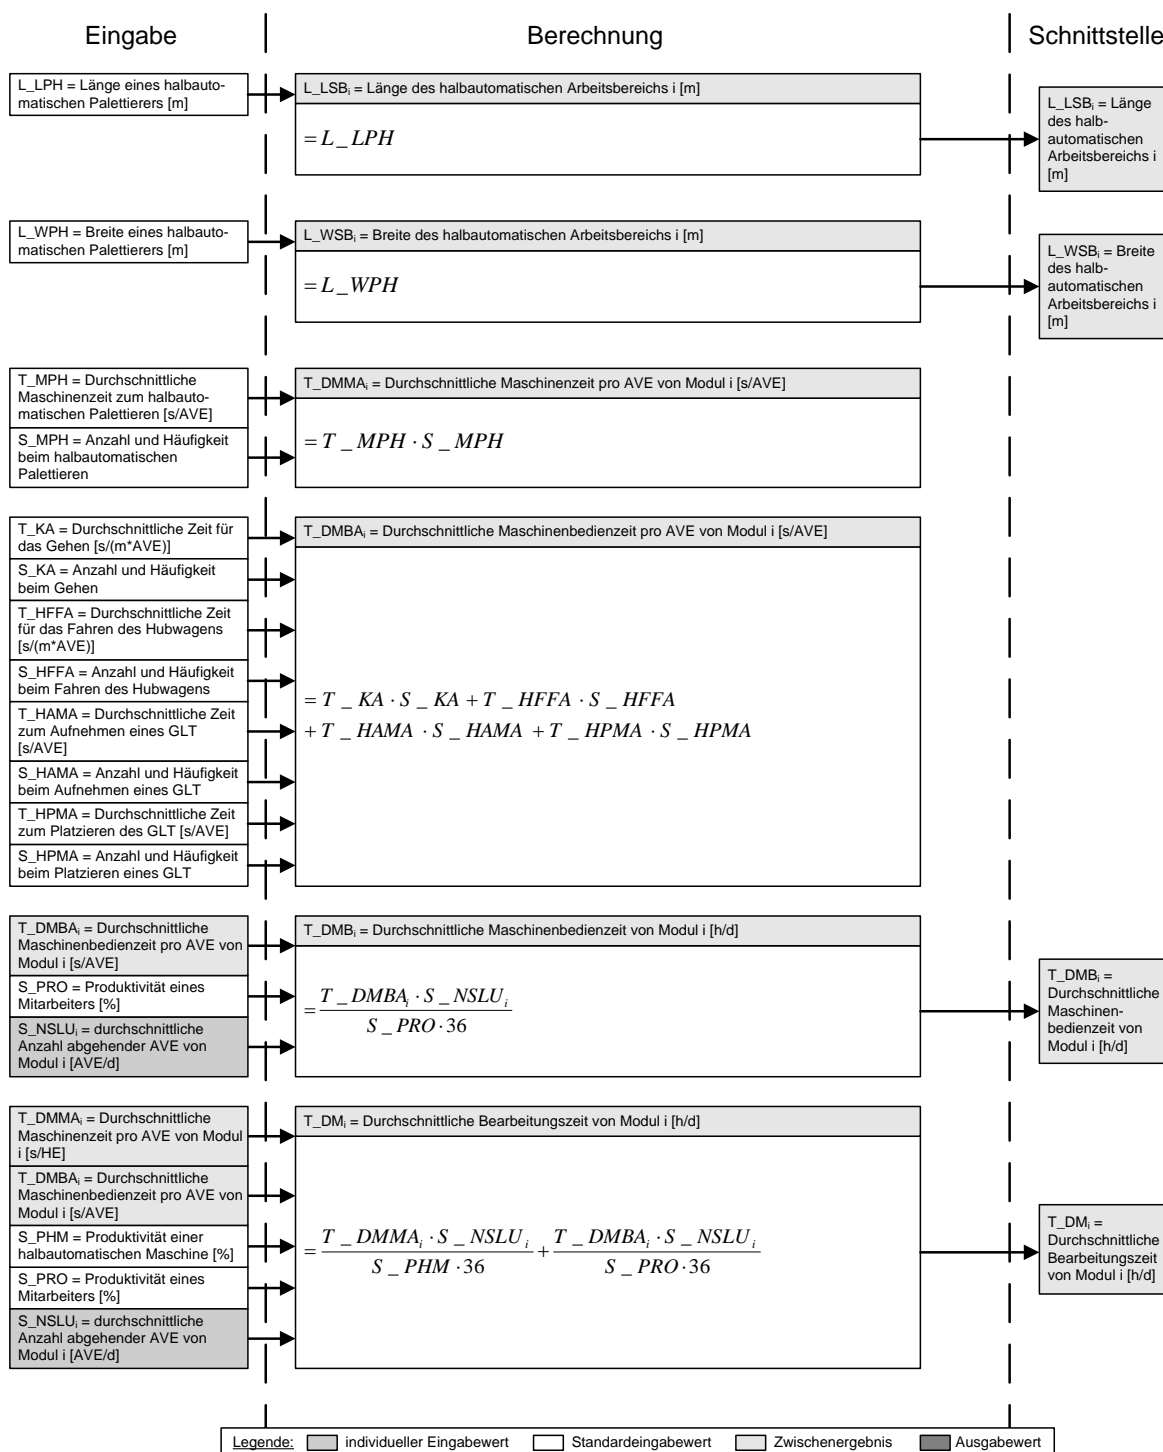 Eingabe
Berechnung
Schnittstelle
L_LPH = Länge eines halbauto-
matischen Palettierers [m]
L_LSBᵢ = Länge des halbautomatischen Arbeitsbereichs i [m]
= L_LPH
L_LSBᵢ = Länge
des halb-
automatischen
Arbeitsbereichs i
[m]
L_WPH = Breite eines halbauto-
matischen Palettierers [m]
L_WSBᵢ = Breite des halbautomatischen Arbeitsbereichs i [m]
= L_WPH
L_WSBᵢ = Breite
des halb-
automatischen
Arbeitsbereichs i
[m]
T_MPH = Durchschnittliche
Maschinenzeit zum halbauto-
matischen Palettieren [s/AVE]
S_MPH = Anzahl und Häufigkeit
beim halbautomatischen
Palettieren
T_DMMAᵢ = Durchschnittliche Maschinenzeit pro AVE von Modul i [s/AVE]
= T_MPH · S_MPH
T_KA = Durchschnittliche Zeit für
das Gehen [s/(m*AVE)]
S_KA = Anzahl und Häufigkeit
beim Gehen
T_HFFA = Durchschnittliche Zeit
für das Fahren des Hubwagens
[s/(m*AVE)]
S_HFFA = Anzahl und Häufigkeit
beim Fahren des Hubwagens
T_HAMA = Durchschnittliche Zeit
zum Aufnehmen eines GLT
[s/AVE]
S_HAMA = Anzahl und Häufigkeit
beim Aufnehmen eines GLT
T_HPMA = Durchschnittliche Zeit
zum Platzieren des GLT [s/AVE]
S_HPMA = Anzahl und Häufigkeit
beim Platzieren eines GLT
T_DMBAᵢ = Durchschnittliche Maschinenbedienzeit pro AVE von Modul i [s/AVE]
= T_KA · S_KA + T_HFFA · S_HFFA
+ T_HAMA · S_HAMA + T_HPMA · S_HPMA
T_DMBAᵢ = Durchschnittliche
Maschinenbedienzeit pro AVE von
Modul i [s/AVE]
S_PRO = Produktivität eines
Mitarbeiters [%]
S_NSLUᵢ = durchschnittliche
Anzahl abgehender AVE von
Modul i [AVE/d]
T_DMBᵢ = Durchschnittliche Maschinenbedienzeit von Modul i [h/d]
T_DMBAᵢ · S_NSLUᵢ
=
S_PRO · 36
T_DMBᵢ =
Durchschnittliche
Maschinen-
bedienzeit von
Modul i [h/d]
T_DMMAᵢ = Durchschnittliche
Maschinenzeit pro AVE von Modul
i [s/HE]
T_DMBAᵢ = Durchschnittliche
Maschinenbedienzeit pro AVE von
Modul i [s/AVE]
S_PHM = Produktivität einer
halbautomatischen Maschine [%]
S_PRO = Produktivität eines
Mitarbeiters [%]
S_NSLUᵢ = durchschnittliche
Anzahl abgehender AVE von
Modul i [AVE/d]
T_DMᵢ = Durchschnittliche Bearbeitungszeit von Modul i [h/d]
T_DMMAᵢ · S_NSLUᵢ T_DMBAᵢ · S_NSLUᵢ
= +
S_PHM · 36 S_PRO · 36
T_DMᵢ =
Durchschnittliche
Bearbeitungszeit
von Modul i [h/d]
Legende: individueller Eingabewert Standardeingabewert Zwischenergebnis Ausgabewert